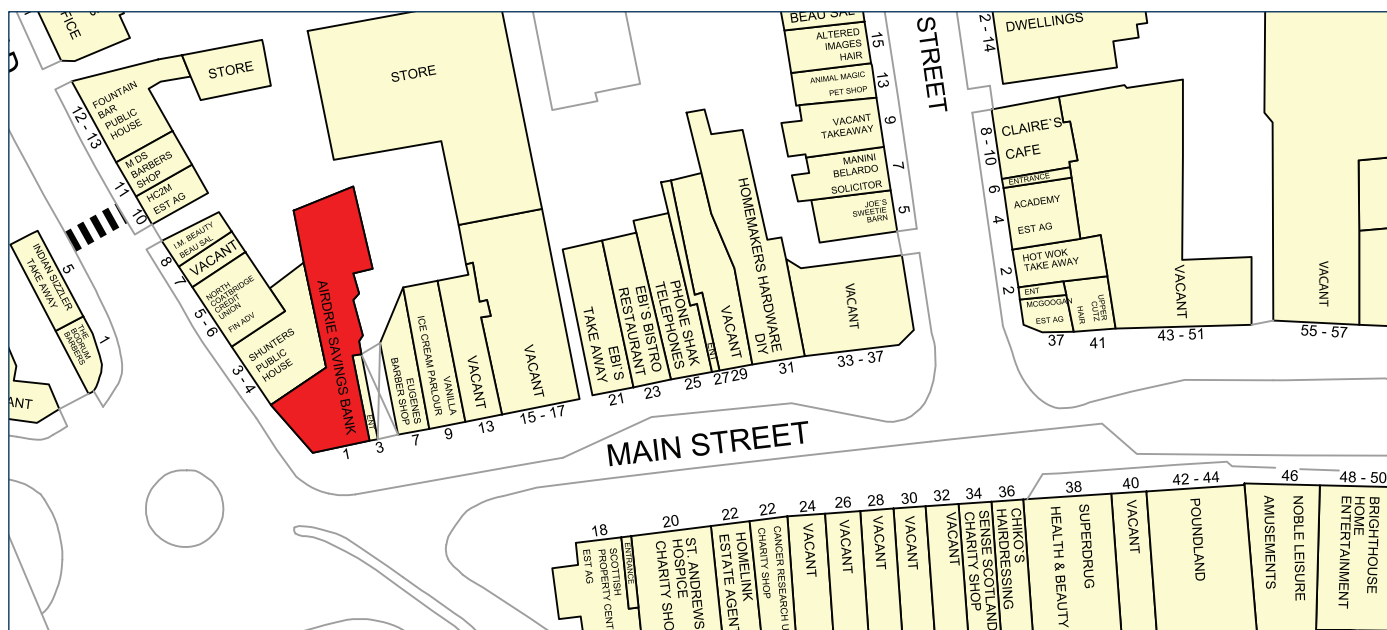 FICE
STORE
FOUNTAIN
BAR
PUBLIC
HOUSE
12 - 13
M DS
BARBERS
SHOP
11
HC2M
EST AG
10
I.M. BEAUTY
BEAU SAL
8
VACANT
7
NORTH
COATBRIDGE
CREDIT
UNION
FIN ADV
5-6
SHUNTERS
PUBLIC
HOUSE
3-4
INDIAN SIZZLER
TAKE AWAY
5
THE
BODRUM
BARBERS
1
ANT
STORE
AIRDRIE SAVINGS BANK
1
ENT
3
EUGENES
BARBER SHOP
7
VANILLA
ICE CREAM PARLOUR
9
VACANT
13
VACANT
15 - 17
EBI`S
TAKE AWAY
21
EBI`S BISTRO
RESTAURANT
23
PHONE SHAK
TELEPHONES
25
ENT
27
VACANT
29
HOMEMAKERS HARDWARE
DIY
31
VACANT
33 - 37
BEAU SAL
ALTERED
IMAGES
HAIR
15
ANIMAL MAGIC
PET SHOP
13
VACANT
TAKEAWAY
9
MANINI
BELARDO
SOLICITOR
7
JOE`S
SWEETIE
BARN
5
STREET
2 - 14
DWELLINGS
8 - 10
CLAIRE`S
CAFE
ENTRANCE
6
ACADEMY
EST AG
4
HOT WOK
TAKE AWAY
2
ENT
2
MCGOOGAN
EST AG
37
UPPER
CUTZ
HAIR
41
VACANT
43 - 51
VACANT
55 - 57
MAIN STREET
18
SCOTTISH
PROPERTY CENT
EST AG
ENTRANCE
20
ST. ANDREWS
HOSPICE
CHARITY SHO
22
HOMELINK
ESTATE AGEN
22
CANCER RESEARCH U
CHARITY SHOP
24
VACANT
26
VACANT
28
VACANT
30
VACANT
32
VACANT
34
SENSE SCOTLAND
CHARITY SHOP
36
CHIKO`S
HAIRDRESSING
38
SUPERDRUG
HEALTH & BEAUTY
40
VACANT
42 - 44
POUNDLAND
46
NOBLE LEISURE
AMUSEMENTS
48 - 50
BRIGHTHOUSE
HOME
ENTERTAINMENT